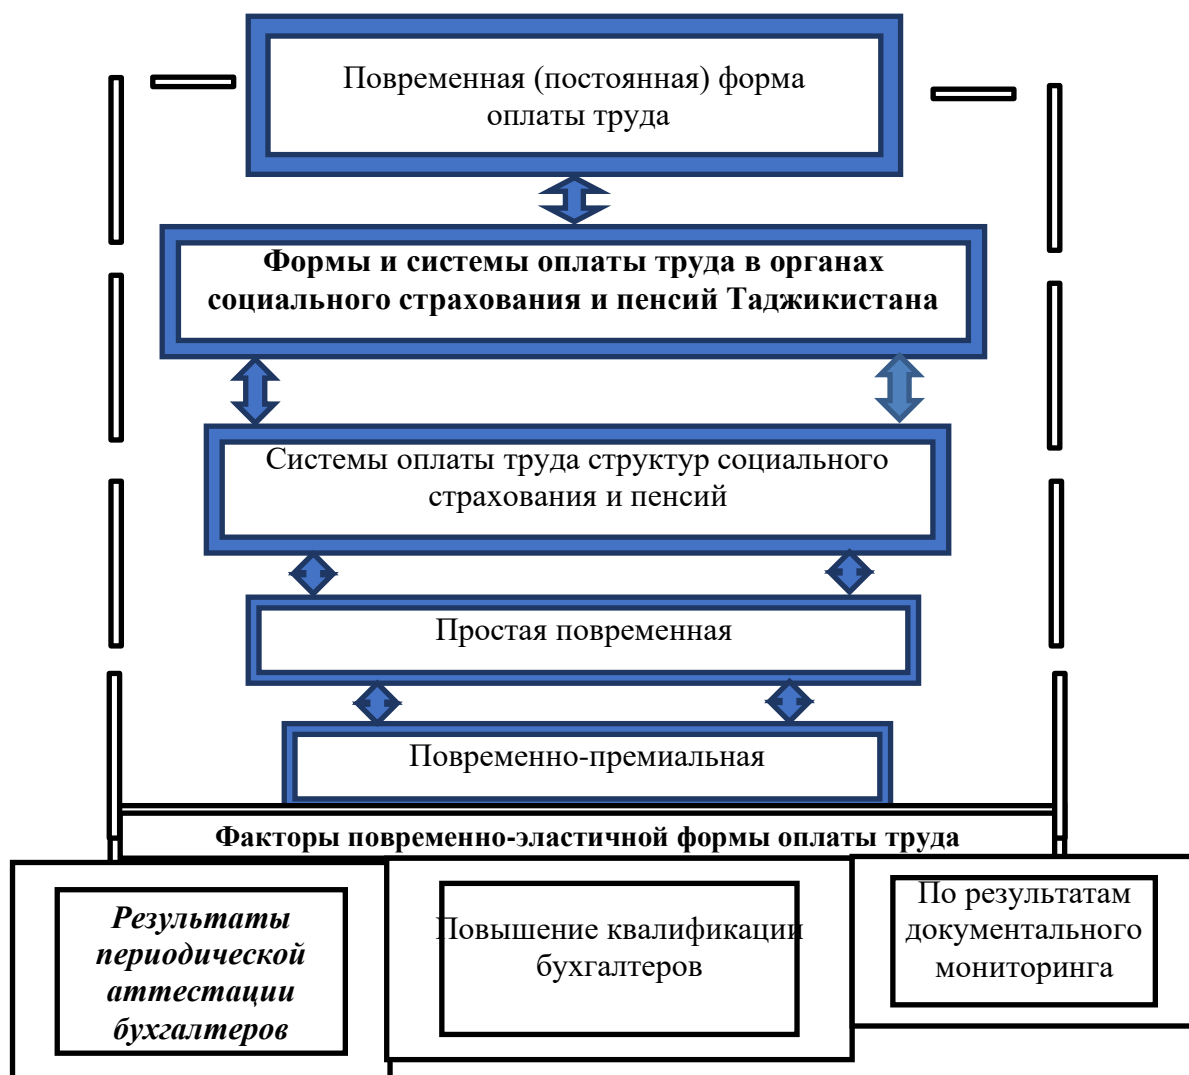 Повременная (постоянная) форма
оплаты труда
Формы и системы оплаты труда в органах
социального страхования и пенсий Таджикистана
Системы оплаты труда структур социального
страхования и пенсий
Простая повременная
Повременно-премиальная
Факторы повременно-эластичной формы оплаты труда
Результаты
периодической
аттестации
бухгалтеров
Повышение квалификации
бухгалтеров
По результатам
документального
мониторинга